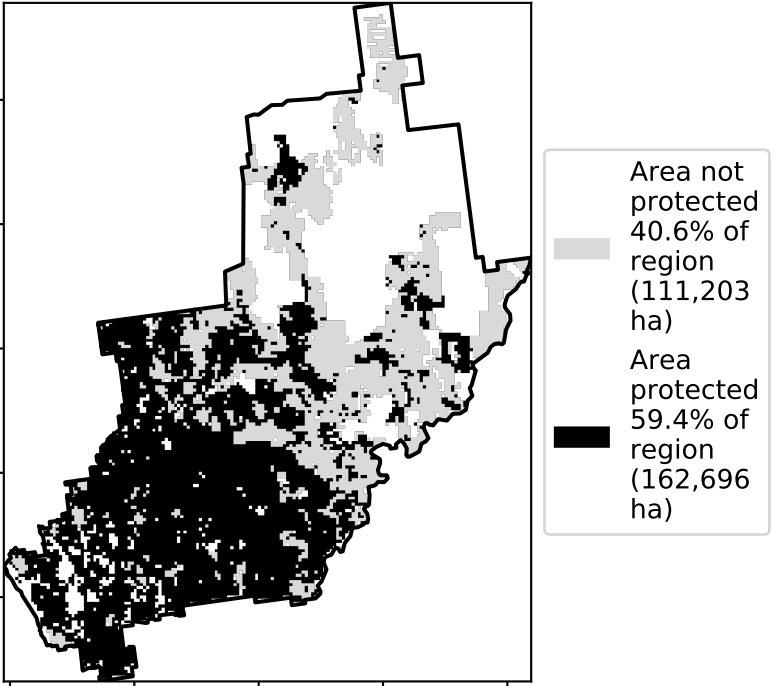 Area not
protected
40.6% of
region
(111,203
ha)
Area
protected
59.4% of
region
(162,696
ha)